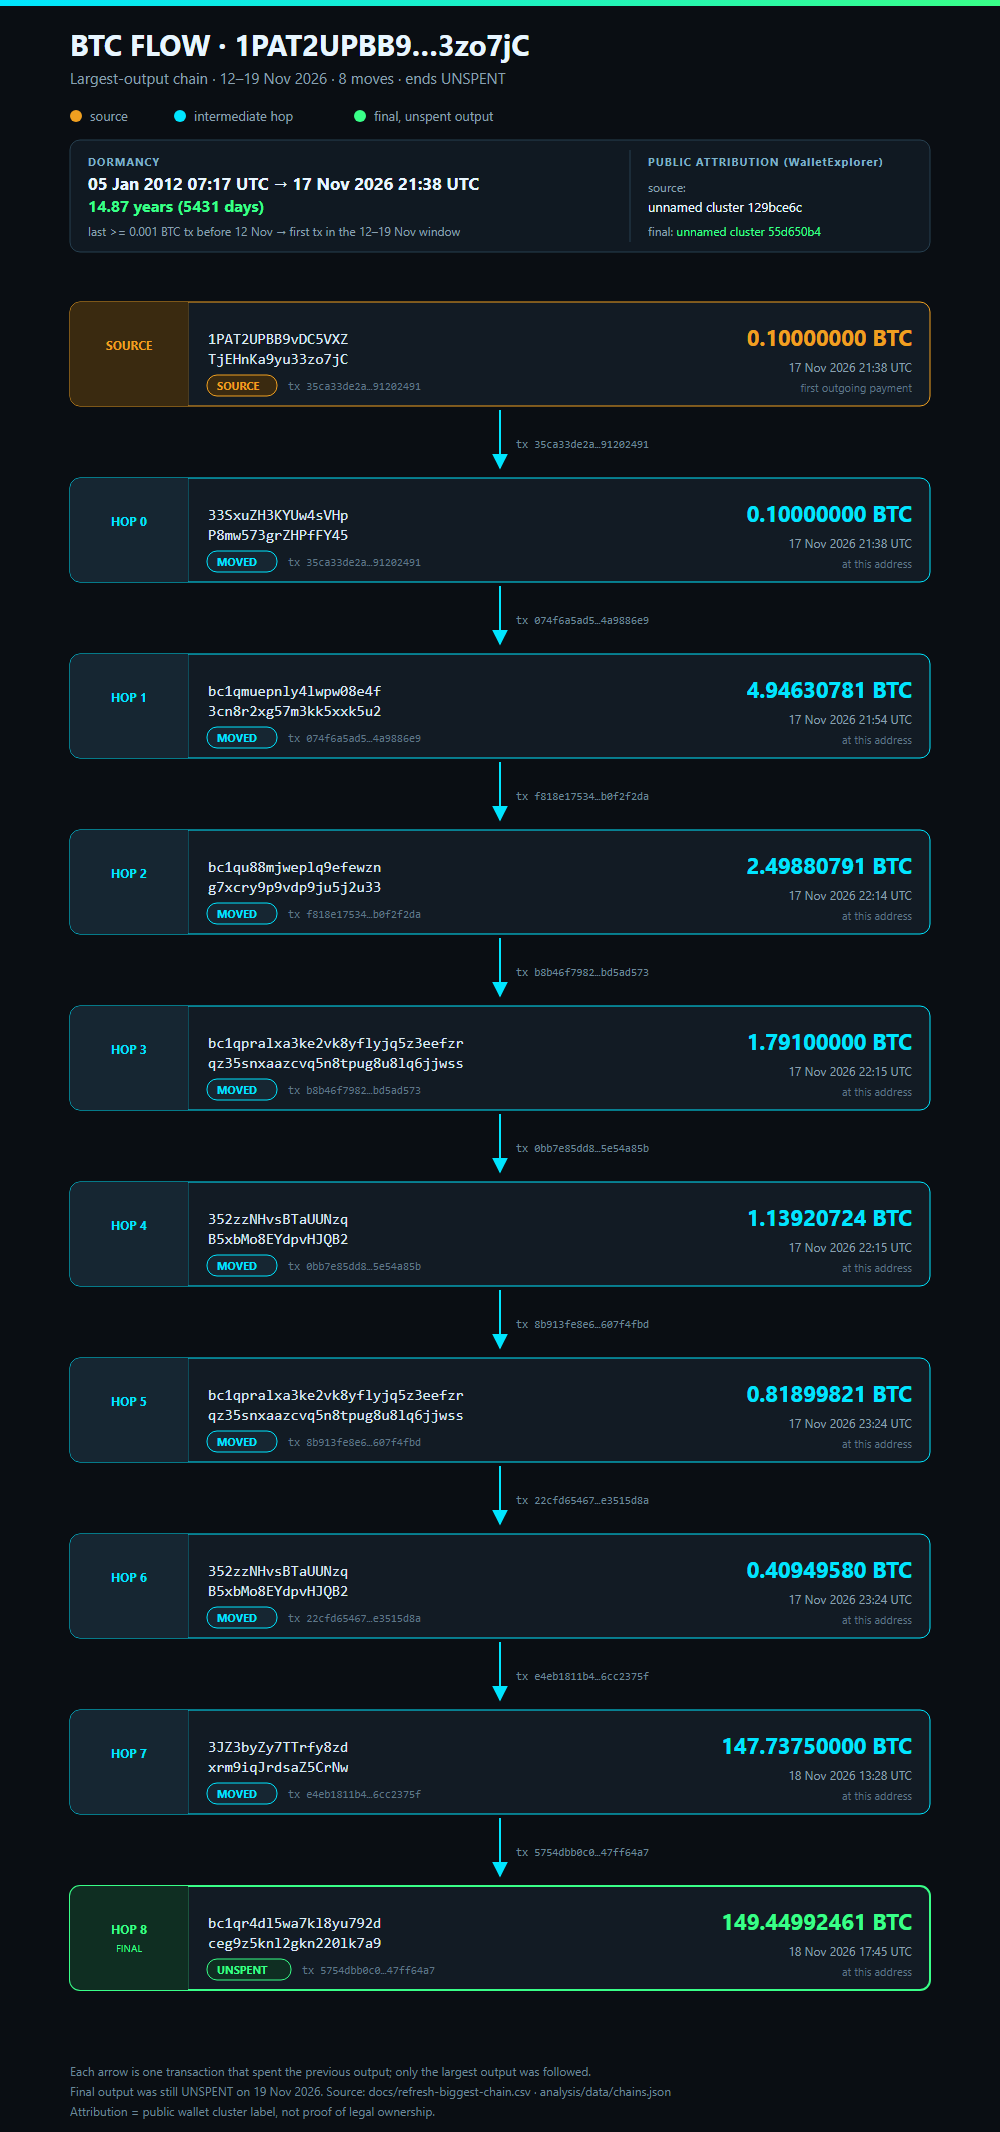 BTC FLOW · 1PAT2UPBB9…3zo7jC
Largest-output chain · 12–19 Nov 2026 · 8 moves · ends UNSPENT
source
intermediate hop
final, unspent output
DORMANCY
05 Jan 2012 07:17 UTC → 17 Nov 2026 21:38 UTC
14.87 years (5431 days)
last >= 0.001 BTC tx before 12 Nov → first tx in the 12–19 Nov window
PUBLIC ATTRIBUTION (WalletExplorer)
source:
unnamed cluster 129bce6c
final: unnamed cluster 55d650b4
SOURCE
1PAT2UPBB9vDC5VXZ
TjEHnKa9yu33zo7jC
SOURCE tx 35ca33de2a…91202491
0.10000000 BTC
17 Nov 2026 21:38 UTC
first outgoing payment
tx 35ca33de2a…91202491
HOP 0
33SxuZH3KYUw4sVHp
P8mw573grZHPfFY45
MOVED tx 35ca33de2a…91202491
0.10000000 BTC
17 Nov 2026 21:38 UTC
at this address
tx 074f6a5ad5…4a9886e9
HOP 1
bc1qmuepnly4lwpw08e4f
3cn8r2xg57m3kk5xxk5u2
MOVED tx 074f6a5ad5…4a9886e9
4.94630781 BTC
17 Nov 2026 21:54 UTC
at this address
tx f818e17534…b0f2f2da
HOP 2
bc1qu88mjweplq9efewzn
g7xcry9p9vdp9ju5j2u33
MOVED tx f818e17534…b0f2f2da
2.49880791 BTC
17 Nov 2026 22:14 UTC
at this address
tx b8b46f7982…bd5ad573
HOP 3
bc1qpralxa3ke2vk8yflyjq5z3eefzr
qz35snxaazcvq5n8tpug8u8lq6jjwss
MOVED tx b8b46f7982…bd5ad573
1.79100000 BTC
17 Nov 2026 22:15 UTC
at this address
tx 0bb7e85dd8…5e54a85b
HOP 4
352zzNHvsBTaUUNzq
B5xbMo8EYdpvHJQB2
MOVED tx 0bb7e85dd8…5e54a85b
1.13920724 BTC
17 Nov 2026 22:15 UTC
at this address
tx 8b913fe8e6…607f4fbd
HOP 5
bc1qpralxa3ke2vk8yflyjq5z3eefzr
qz35snxaazcvq5n8tpug8u8lq6jjwss
MOVED tx 8b913fe8e6…607f4fbd
0.81899821 BTC
17 Nov 2026 23:24 UTC
at this address
tx 22cfd65467…e3515d8a
HOP 6
352zzNHvsBTaUUNzq
B5xbMo8EYdpvHJQB2
MOVED tx 22cfd65467…e3515d8a
0.40949580 BTC
17 Nov 2026 23:24 UTC
at this address
tx e4eb1811b4…6cc2375f
HOP 7
3JZ3byZy7TTrfy8zd
xrm9iqJrdsaZ5CrNw
MOVED tx e4eb1811b4…6cc2375f
147.73750000 BTC
18 Nov 2026 13:28 UTC
at this address
tx 5754dbb0c0…47ff64a7
HOP 8
FINAL
bc1qr4dl5wa7kl8yu792d
ceg9z5knl2gkn220lk7a9
UNSPENT tx 5754dbb0c0…47ff64a7
149.44992461 BTC
18 Nov 2026 17:45 UTC
at this address
Each arrow is one transaction that spent the previous output; only the largest output was followed.
Final output was still UNSPENT on 19 Nov 2026. Source: docs/refresh-biggest-chain.csv · analysis/data/chains.json
Attribution = public wallet cluster label, not proof of legal ownership.